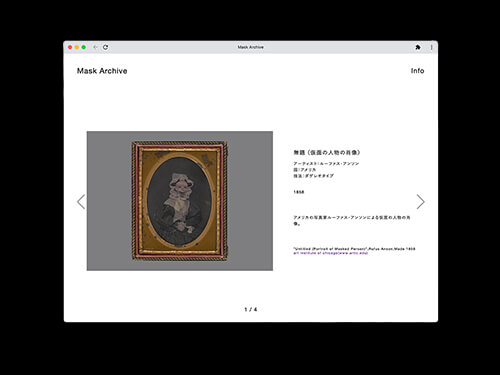 Mask Archive
Mask Archive
Info
無題（仮面の人物の肖像）
アーティスト：ルーファス・アンソン
国：アメリカ
技法：ダゲレオタイプ
1858
アメリカの写真家ルーファス・アンソンによる仮面の人物の肖
像。
"Untitled (Portrait of Masked Person)",Rufus Anson,Made 1858
art institute of chicago(www.artic.edu)
1 / 4